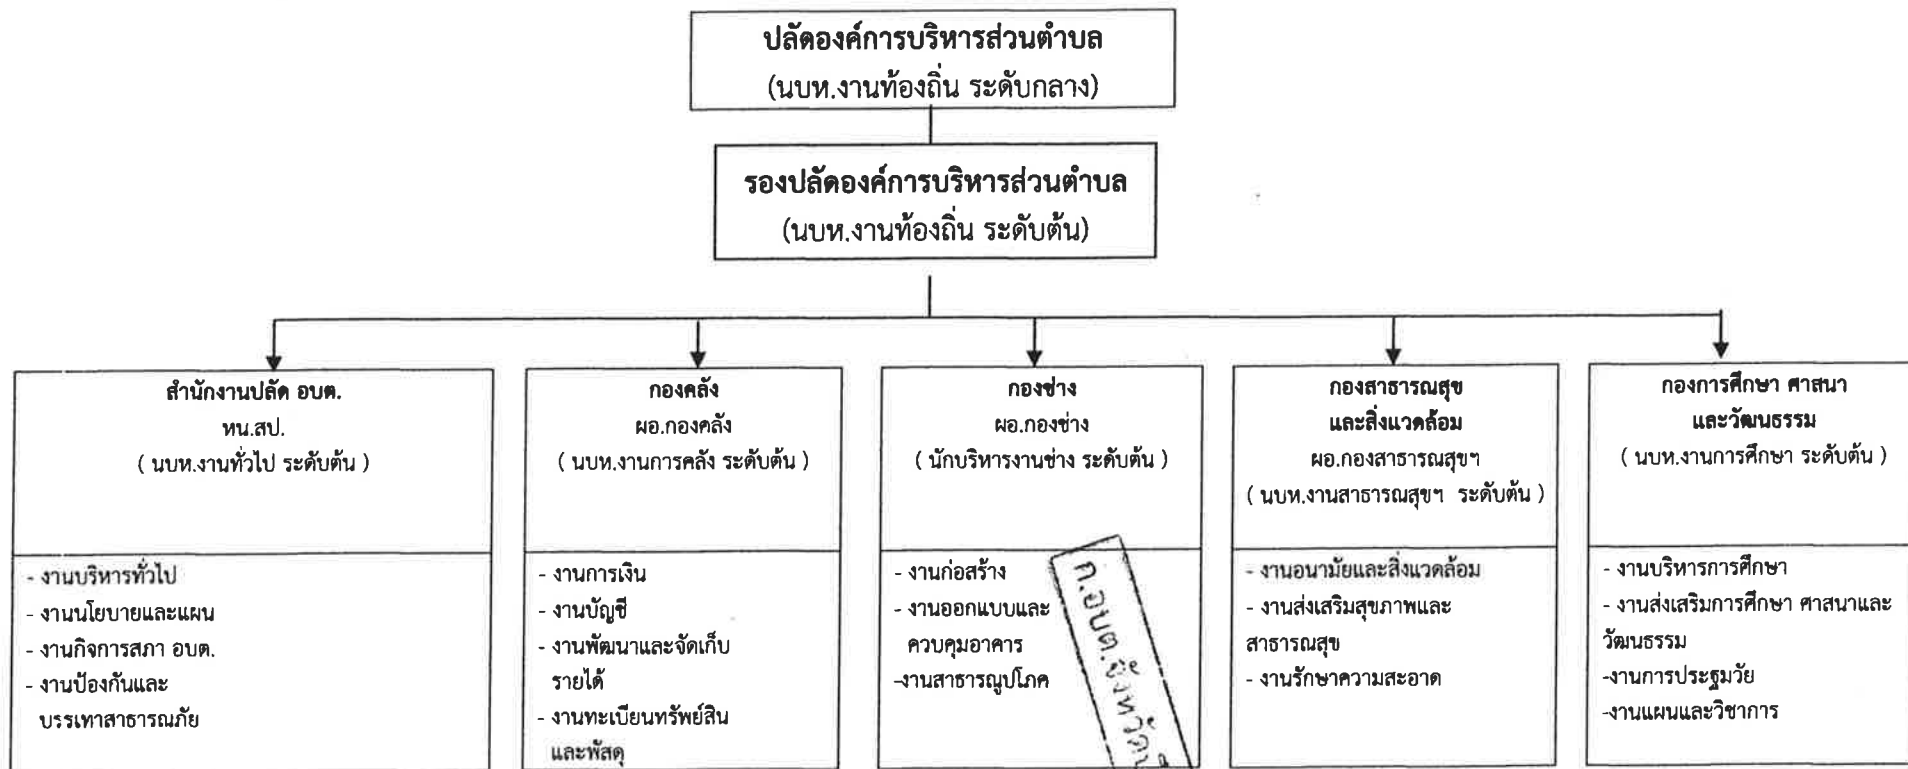 ปลัดองค์การบริหารส่วนตำบล
(นบห.งานท้องถิ่น ระดับกลาง)
รองปลัดองค์การบริหารส่วนตำบล
(นบห.งานท้องถิ่น ระดับต้น)
สำนักงานปลัด อบต.
หน.สป.
( นบห.งานทั่วไป ระดับต้น )
- งานบริหารทั่วไป
- งานนโยบายและแผน
- งานกิจการสภา อบต.
- งานป้องกันและ
บรรเทาสาธารณภัย
กองคลัง
ผอ.กองคลัง
( นบห.งานการคลัง ระดับต้น )
- งานการเงิน
- งานบัญชี
- งานพัฒนาและจัดเก็บ
รายได้
- งานทะเบียนทรัพย์สิน
และพัสดุ
กองช่าง
ผอ.กองช่าง
( นักบริหารงานช่าง ระดับต้น )
- งานก่อสร้าง
- งานออกแบบและ
ควบคุมอาคาร
-งานสาธารณูปโภค
ก.อบต.จังหวัด
กองสาธารณสุข
และสิ่งแวดล้อม
ผอ.กองสาธารณสุขฯ
( นบห.งานสาธารณสุขฯ ระดับต้น )
- งานอนามัยและสิ่งแวดล้อม
- งานส่งเสริมสุขภาพและ
สาธารณสุข
- งานรักษาความสะอาด
กองการศึกษา ศาสนา
และวัฒนธรรม
( นบห.งานการศึกษา ระดับต้น )
- งานบริหารการศึกษา
- งานส่งเสริมการศึกษา ศาสนาและ
วัฒนธรรม
-งานการประฐมวัย
-งานแผนและวิชาการ